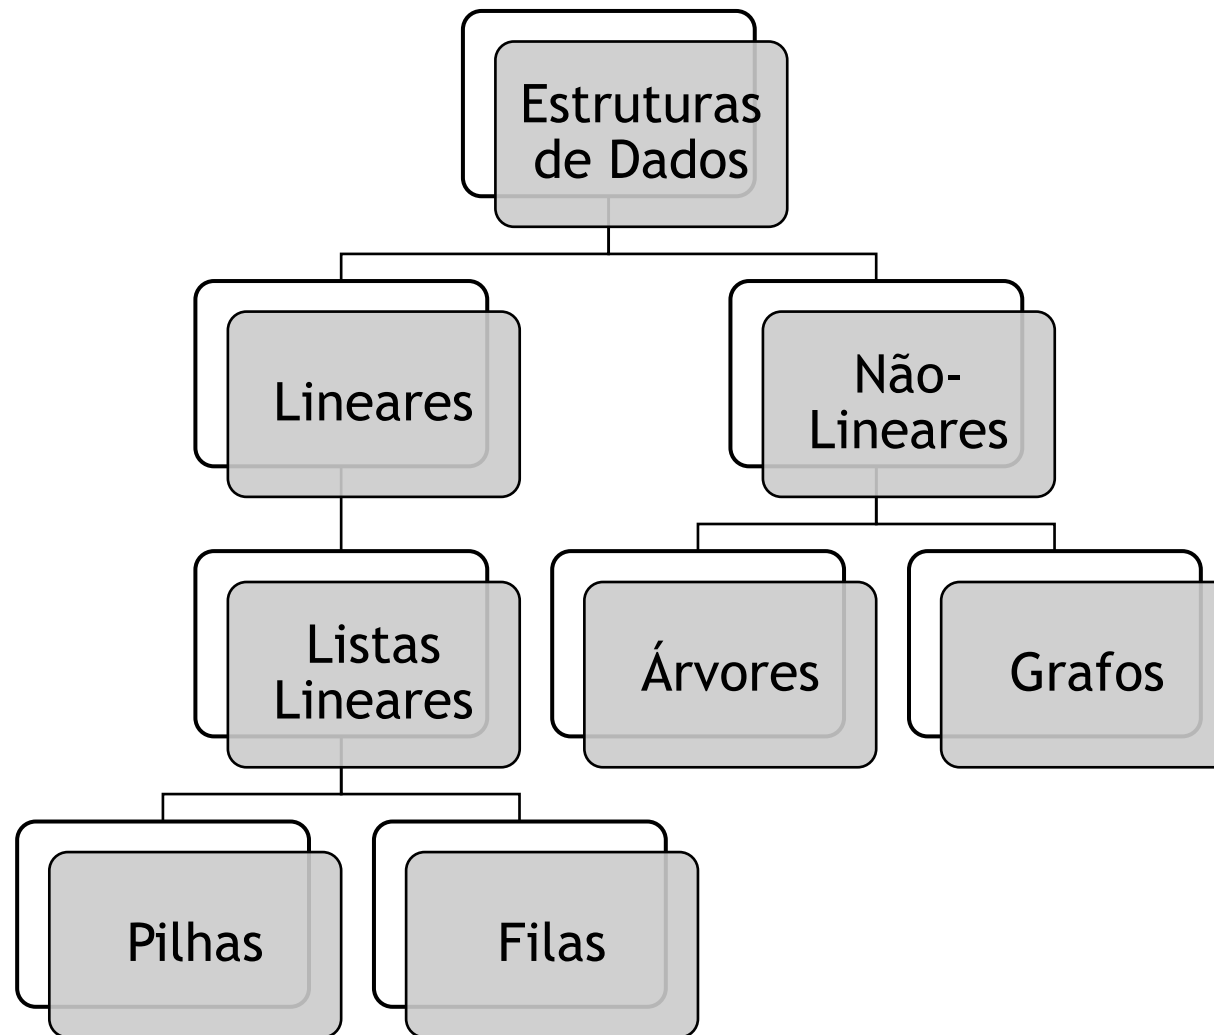 Estruturas
de Dados
Lineares
Não-
Lineares
Listas
Lineares
Árvores
Grafos
Pilhas
Filas